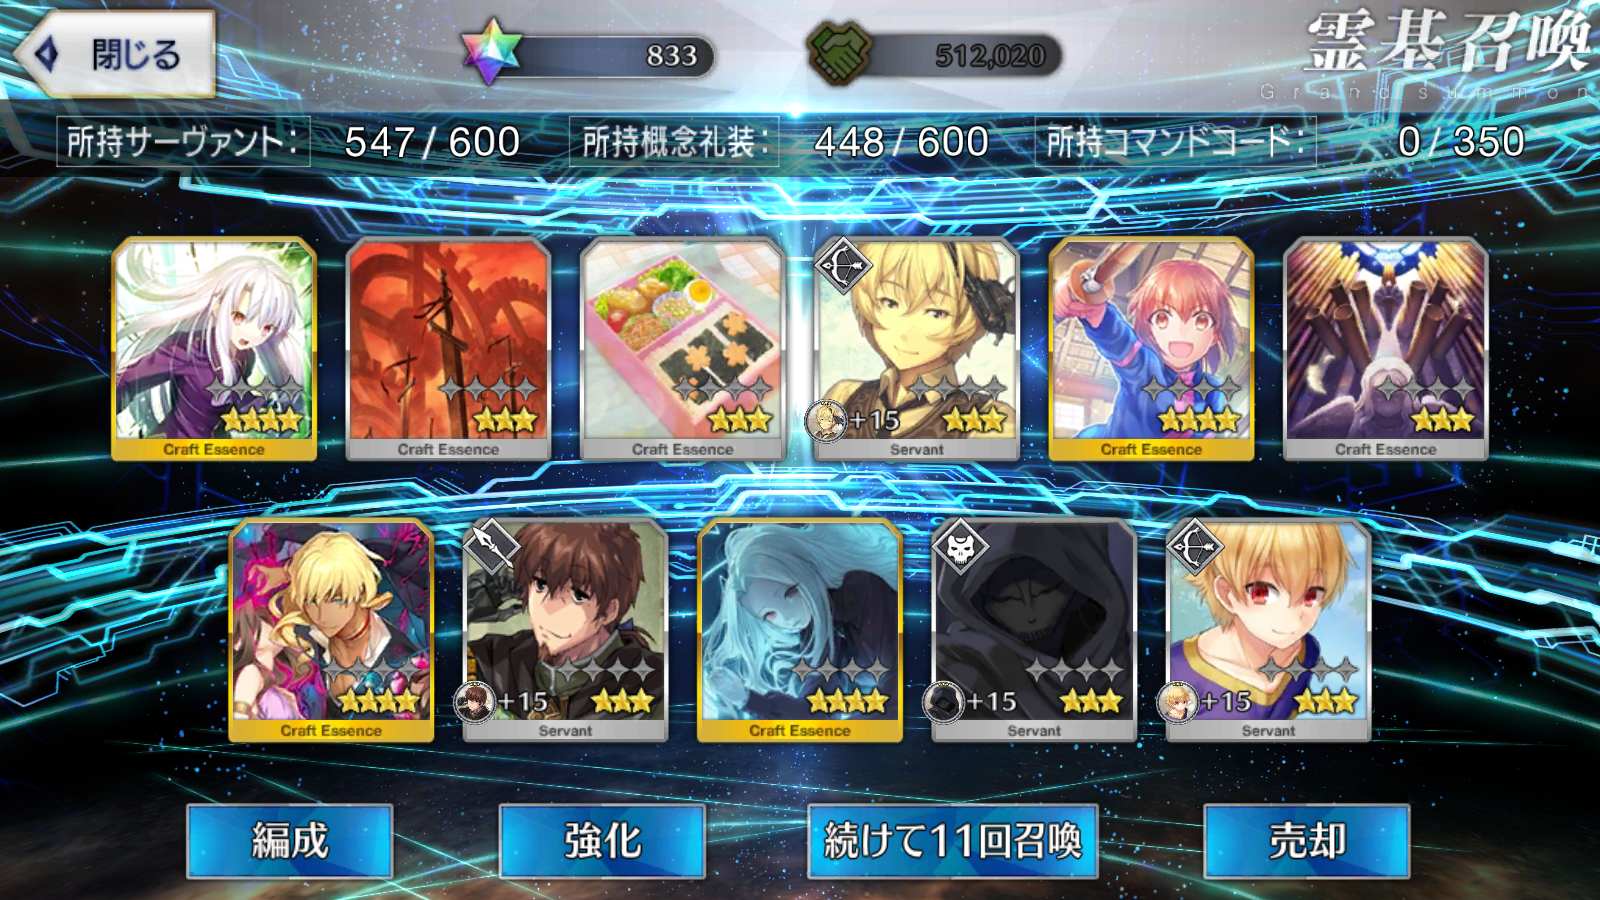 閉じる
833
512,020
霊基召喚
Grand summon
所持サーヴァント: 547 / 600 所持概念礼装: 448 / 600 所持コマンドコード: 0 / 350
+15
Craft Essence Craft Essence Craft Essence Servant Craft Essence Craft Essence
+15 +15 +15
Craft Essence Servant Craft Essence Servant Servant
編成 強化 続けて11回召喚 売却